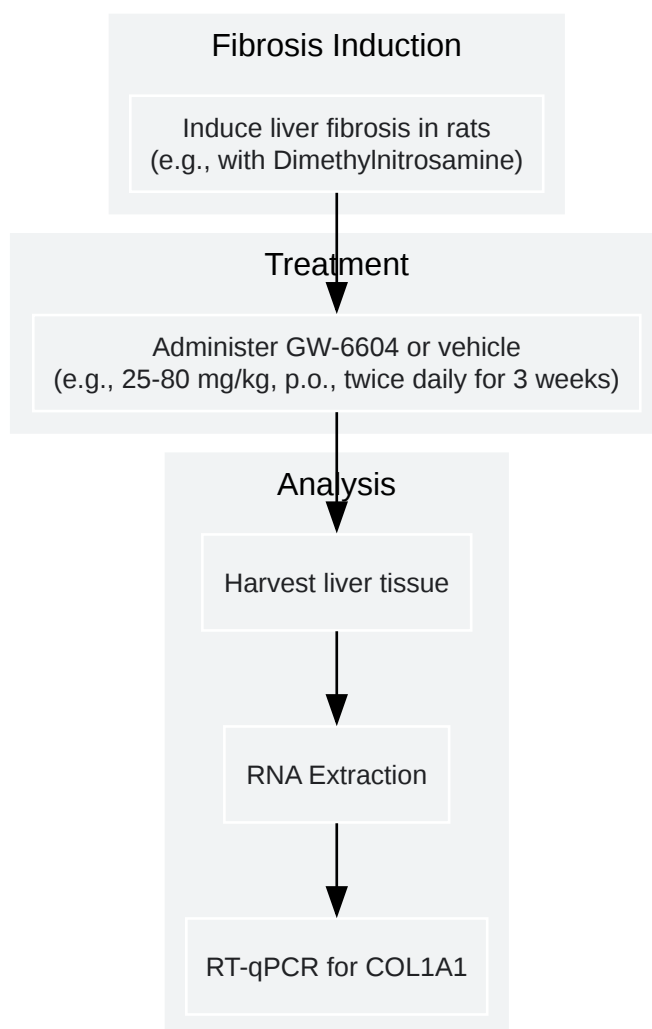 Fibrosis Induction
Induce liver fibrosis in rats
(e.g., with Dimethylnitrosamine)
Treatment
Administer GW-6604 or vehicle
(e.g., 25-80 mg/kg, p.o., twice daily for 3 weeks)
Analysis
Harvest liver tissue
RNA Extraction
RT-qPCR for COL1A1